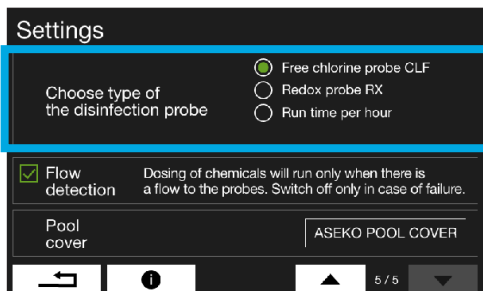 Settings
Choose type of
the disinfection probe
Free chlorine probe CLF
Redox probe RX
Run time per hour
Flow
detection
Dosing of chemicals will run only when there is
a flow to the probes. Switch off only in case of failure.
Pool
cover
ASEKO POOL COVER
i
5/5